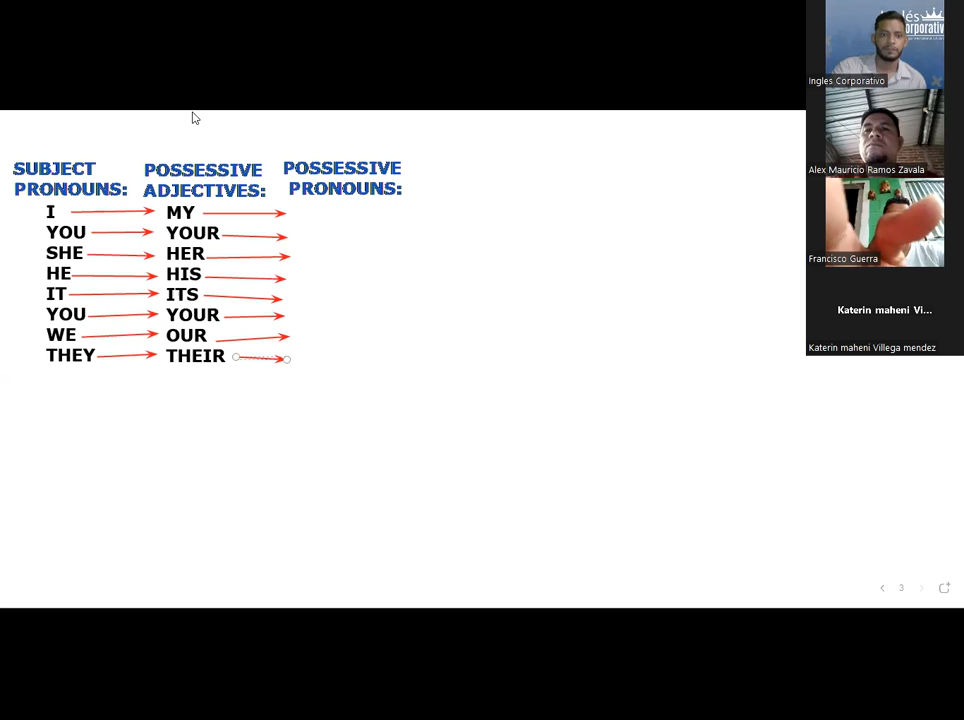 SUBJECT
PRONOUNS:
POSSESSIVE
ADJECTIVES:
POSSESSIVE
PRONOUNS:
I MY
YOU YOUR
SHE HER
HE HIS
IT ITS
YOU YOUR
WE OUR
THEY THEIR
Ingles Corporativo
Alex Mauricio Ramos Zavala
Francisco Guerra
Katerin maheni Vi...
Katerin maheni Villega mendez
3